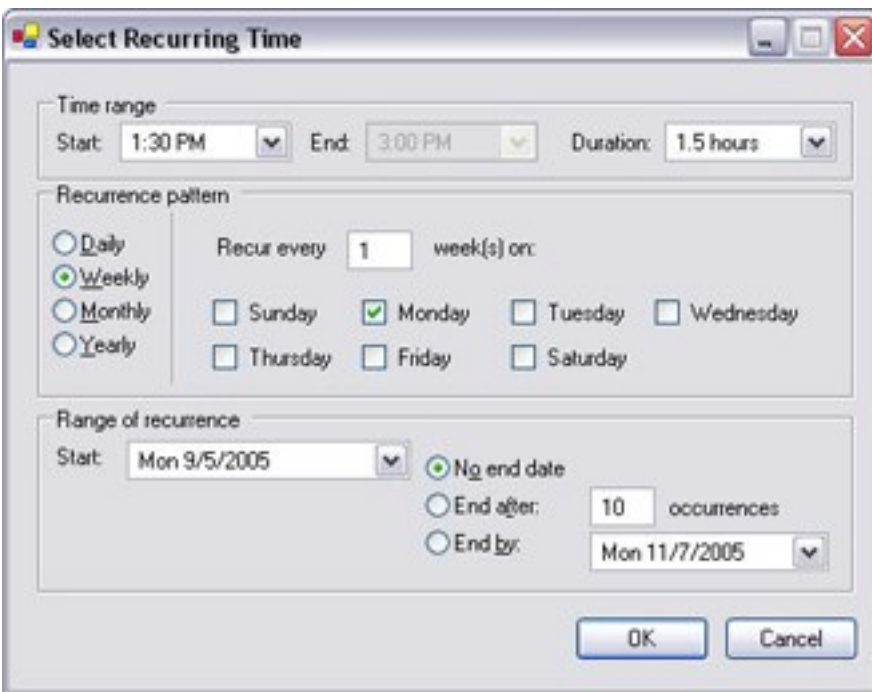 Select Recurring Time
Time range
Start: 1:30 PM End: 3:00 PM Duration: 1.5 hours
Recurrence pattern
Daily
Weekly
Monthly
Yearly
Recur every 1 week(s) on:
Sunday Monday Tuesday Wednesday
Thursday Friday Saturday
Range of recurrence
Start: Mon 9/5/2005
No end date
End after: 10 occurrences
End by: Mon 11/7/2005
OK Cancel